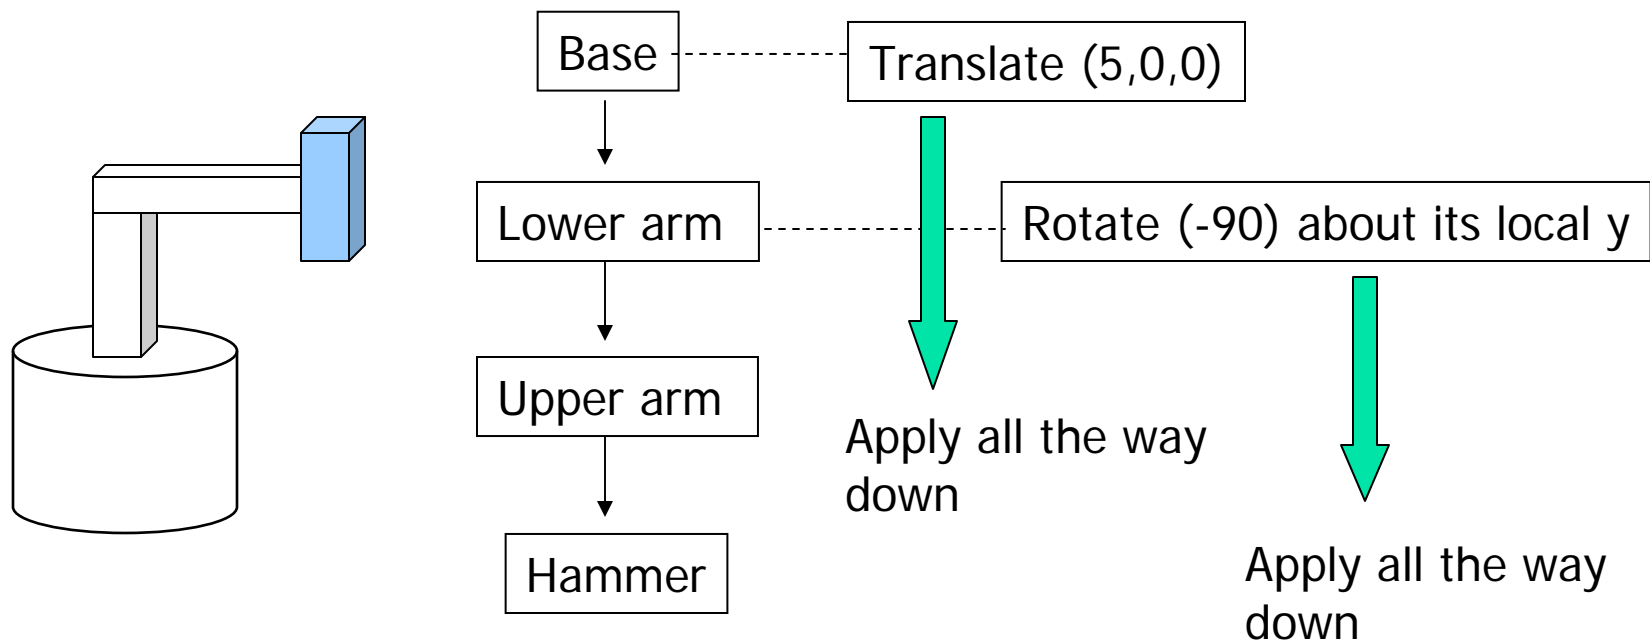 Base
Translate (5,0,0)
Lower arm
Rotate (-90) about its local y
Upper arm
Apply all the way
down
Hammer
Apply all the way
down